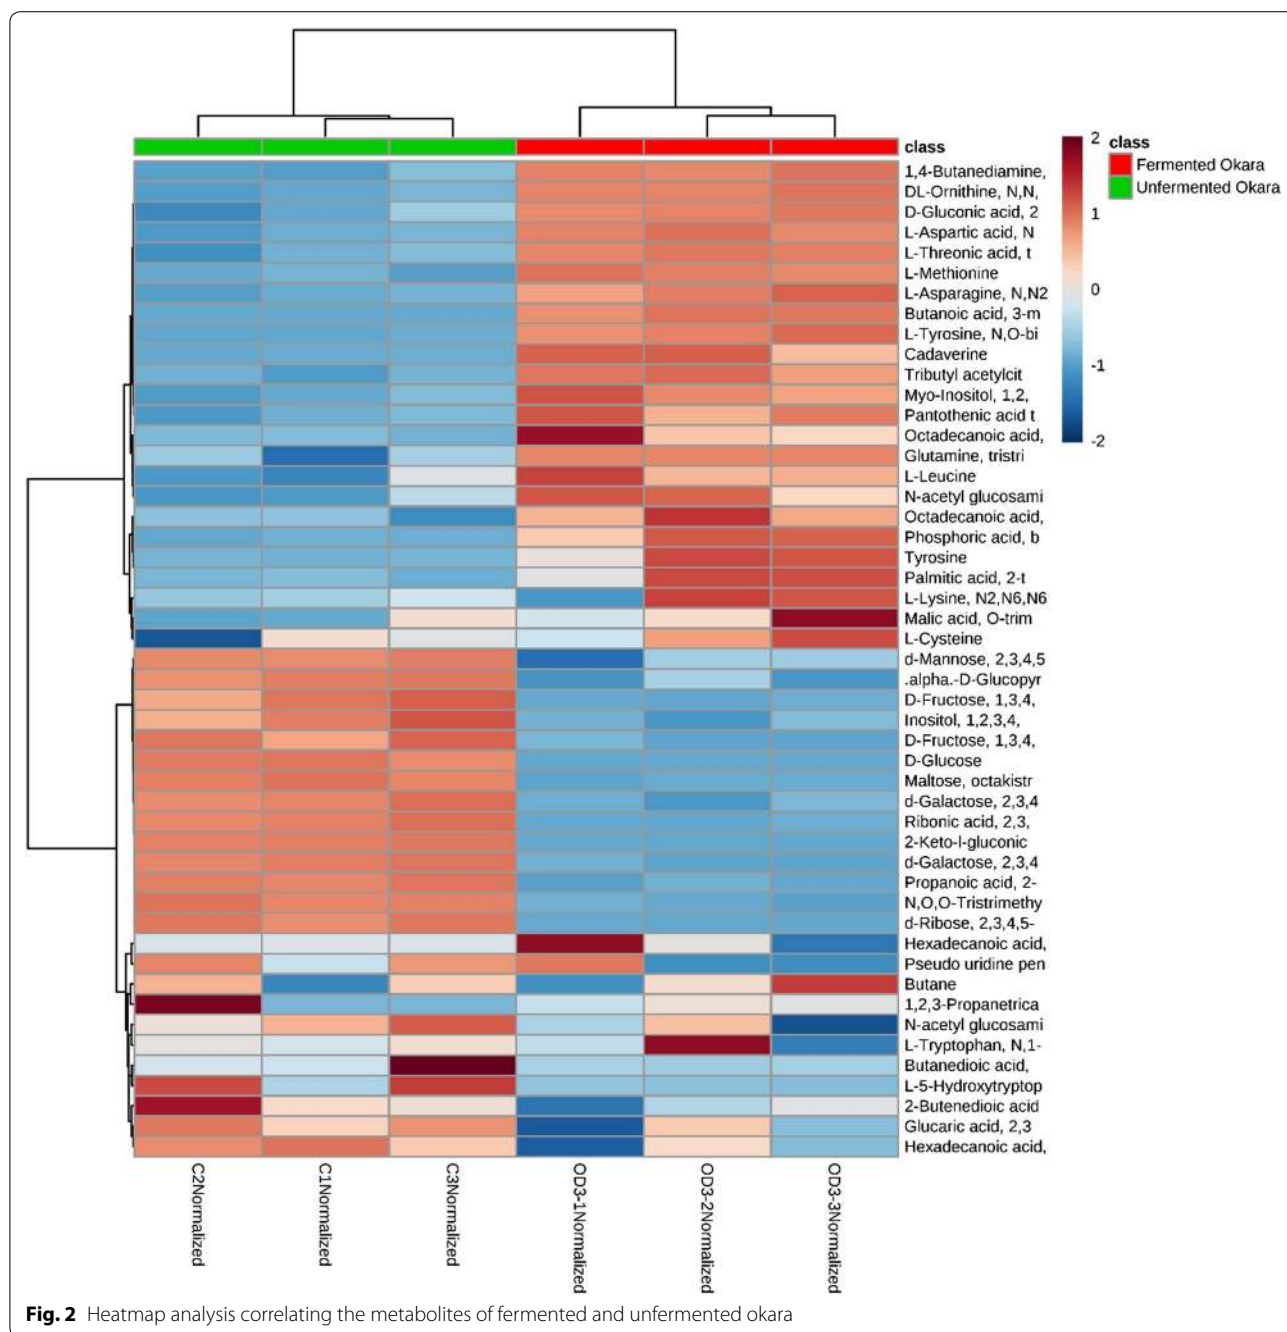 class
1,4-Butanediamine,
DL-Ornithine, N,N,
D-Gluconic acid, 2
L-Aspartic acid, N
L-Threonic acid, t
L-Methionine
L-Asparagine, N,N2
Butanoic acid, 3-m
L-Tyrosine, N,O-bi
Cadaverine
Tributyl acetylcit
Myo-Inositol, 1,2,
Pantothenic acid t
Octadecanoic acid,
Glutamine, tristri
L-Leucine
N-acetyl glucosami
Octadecanoic acid,
Phosphoric acid, b
Tyrosine
Palmitic acid, 2-t
L-Lysine, N2,N6,N6
Malic acid, O-trim
L-Cysteine
d-Mannose, 2,3,4,5
.alpha.-D-Glucopyr
D-Fructose, 1,3,4,
Inositol, 1,2,3,4,
D-Fructose, 1,3,4,
D-Glucose
Maltose, octakistr
d-Galactose, 2,3,4
Ribonic acid, 2,3,
2-Keto-l-gluconic
d-Galactose, 2,3,4
Propanoic acid, 2-
N,O,O-Tristrimethy
d-Ribose, 2,3,4,5-
Hexadecanoic acid,
Pseudo uridine pen
Butane
1,2,3-Propanetrica
N-acetyl glucosami
L-Tryptophan, N,1-
Butanedioic acid,
L-5-Hydroxytryptop
2-Butenedioic acid
Glucaric acid, 2,3
Hexadecanoic acid,
2
1
0
-1
-2
class
Fermented Okara
Unfermented Okara
C2Normalized
C1Normalized
C3Normalized
OD3-1Normalized
OD3-2Normalized
OD3-3Normalized
Fig. 2 Heatmap analysis correlating the metabolites of fermented and unfermented okara